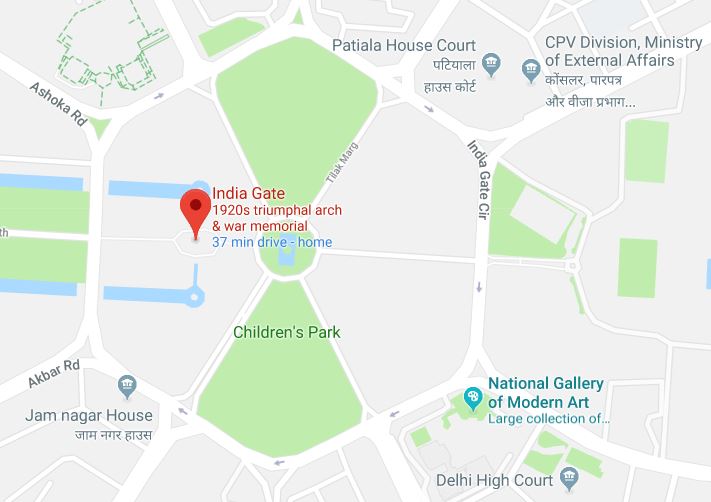 Patiala House Court
पटियाला
हाउस कोर्ट
CPV Division, Ministry
of External Affairs
कोंसलर, पारपत्र
और वीजा प्रभाग...
Ashoka Rd
Tilak Marg
India Gate Cir
India Gate
1920s triumphal arch
& war memorial
37 min drive - home
th
Children's Park
Akbar Rd
Jam nagar House
जाम नगर हाउस
National Gallery
of Modern Art
Large collection of...
Delhi High Court